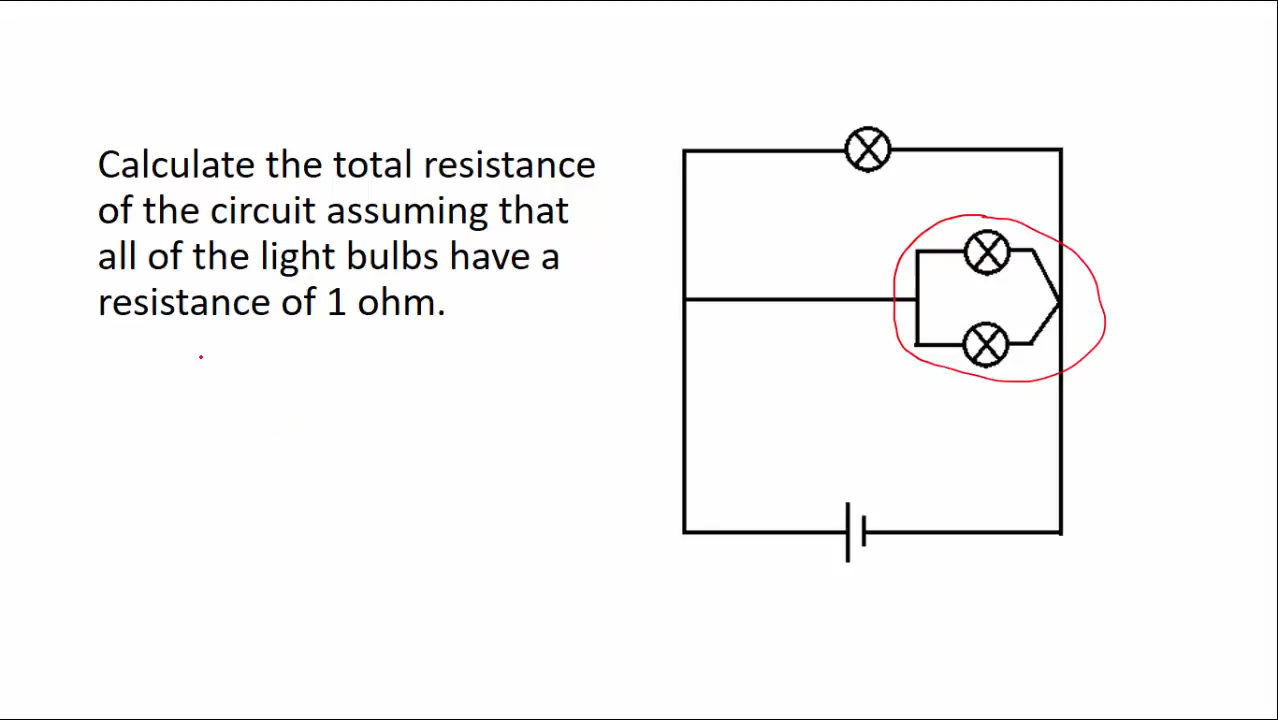 Calculate the total resistance
of the circuit assuming that
all of the light bulbs have a
resistance of 1 ohm.